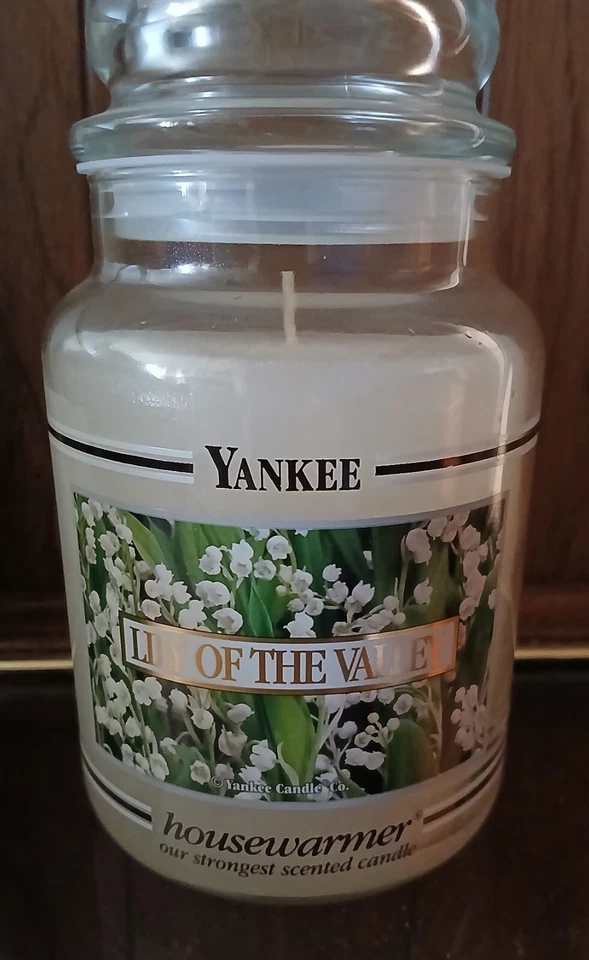 YANKEE
LILY OF THE VALLEY
© Yankee Candle Co.
housewarmer®
our strongest scented candle